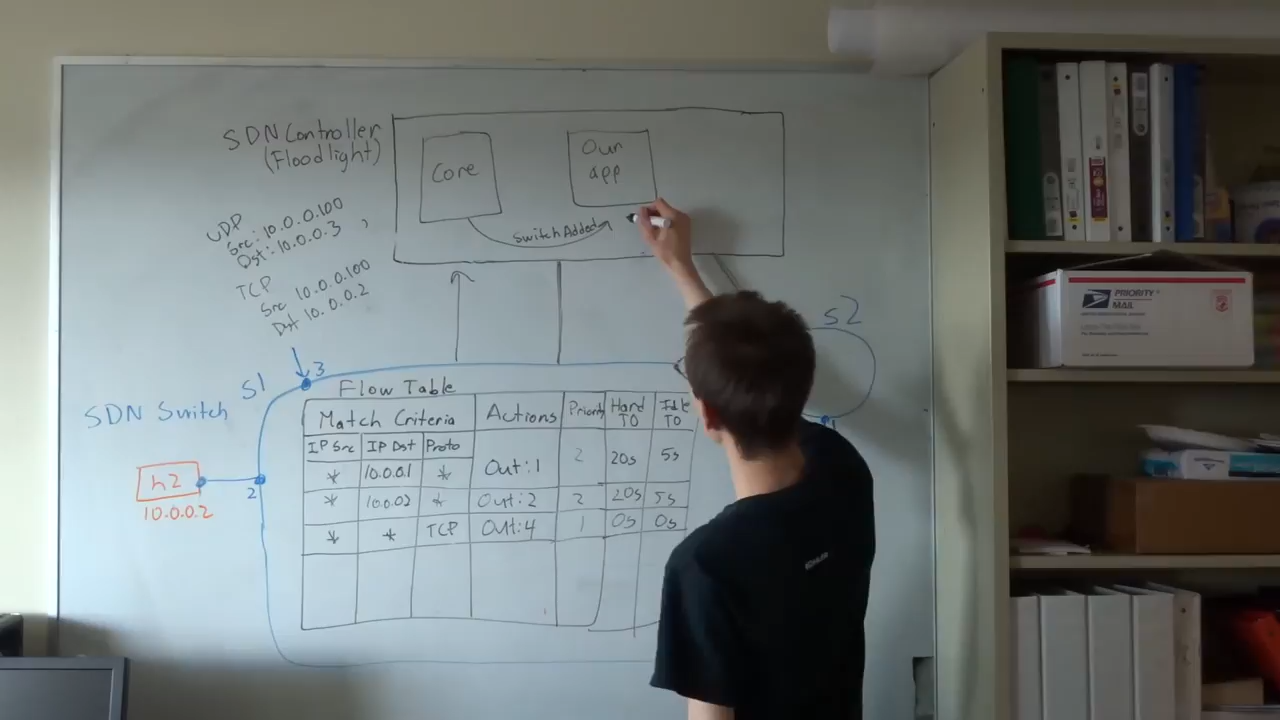 SDN Controller
(Floodlight)
Core
Our
app
SwitchAdded
UDP
Src: 10.0.0.100
Dst: 10.0.0.3 ,
TCP
Src 10.0.0.100
Dst 10.0.0.2
s1
3
s2
1
SDN Switch
h2
10.0.0.2
2
Flow Table
Match Criteria Actions Priority Hard TO Idle TO
IP Src IP Dst Proto
* 10.0.0.1 * Out:1 2 20s 5s
* 10.0.02 * Out:2 2 20s 5s
* * TCP Out:4 1 0s 0s
PRIORITY
MAIL